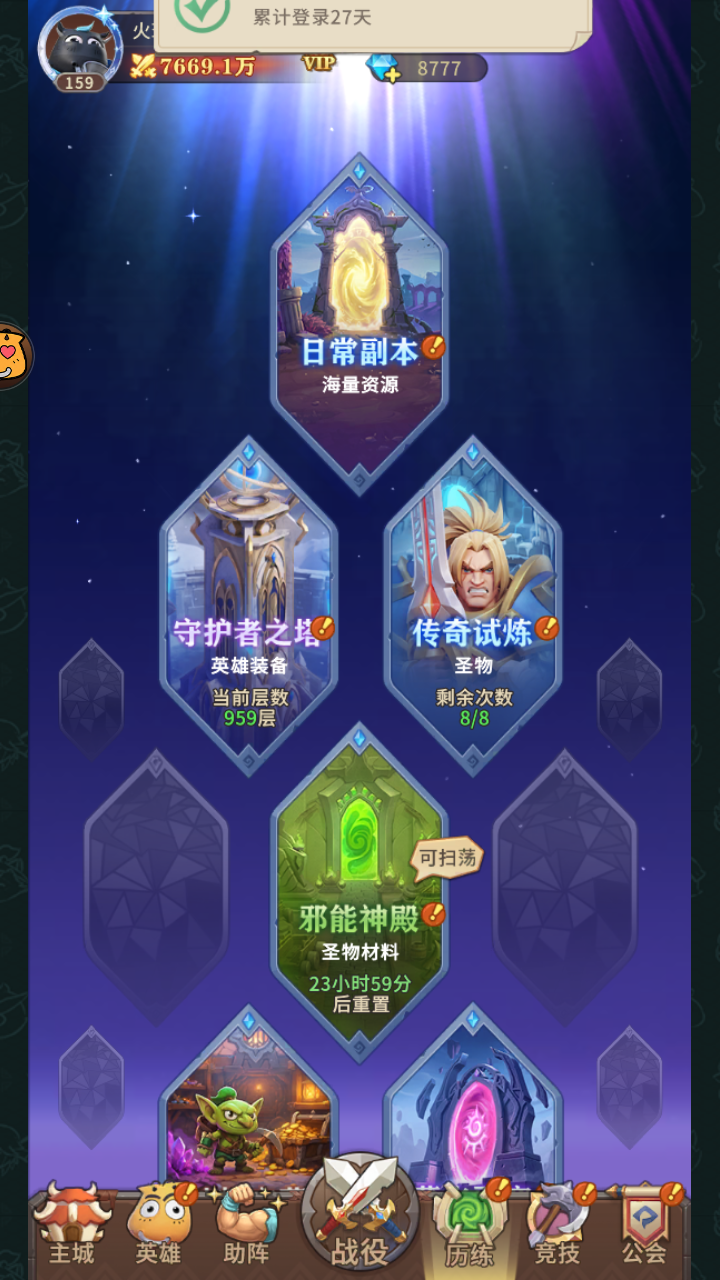 累计登录27天
火
159
7669.1万
VIP
8777
日常副本
海量资源
守护者之塔
英雄装备
当前层数
959层
传奇试炼
圣物
剩余次数
8/8
可扫荡
邪能神殿
圣物材料
23小时59分
后重置
主城
英雄
助阵
战役
历练
竞技
公会